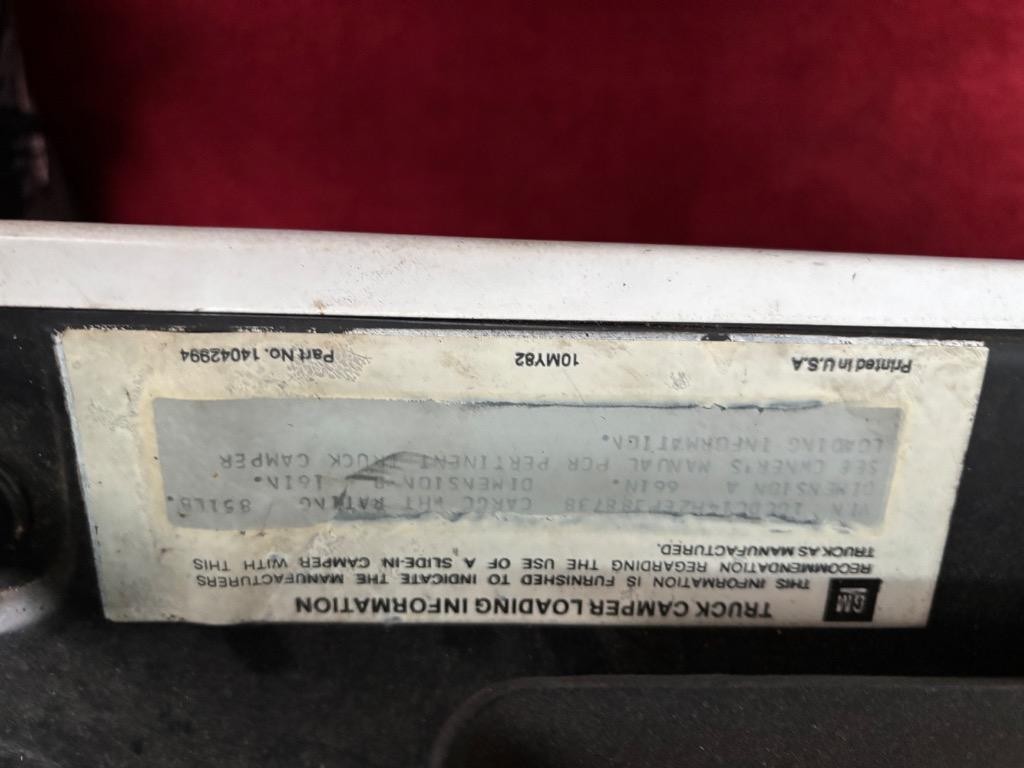 GM
TRUCK CAMPER LOADING INFORMATION
THIS INFORMATION IS FURNISHED TO INDICATE THE MANUFACTURERS
RECOMMENDATION REGARDING THE USE OF A SLIDE-IN CAMPER WITH THIS
TRUCK AS MANUFACTURED.
VIN CARGO WHT RATING 851LB.
DIMENSION A 66IN. DIMENSION B 16IN.
SEE OWNER'S MANUAL FOR PERTINENT TRUCK CAMPER
LOADING INFORMATION.
Printed in U.S.A 10MY82 Part No. 14042994